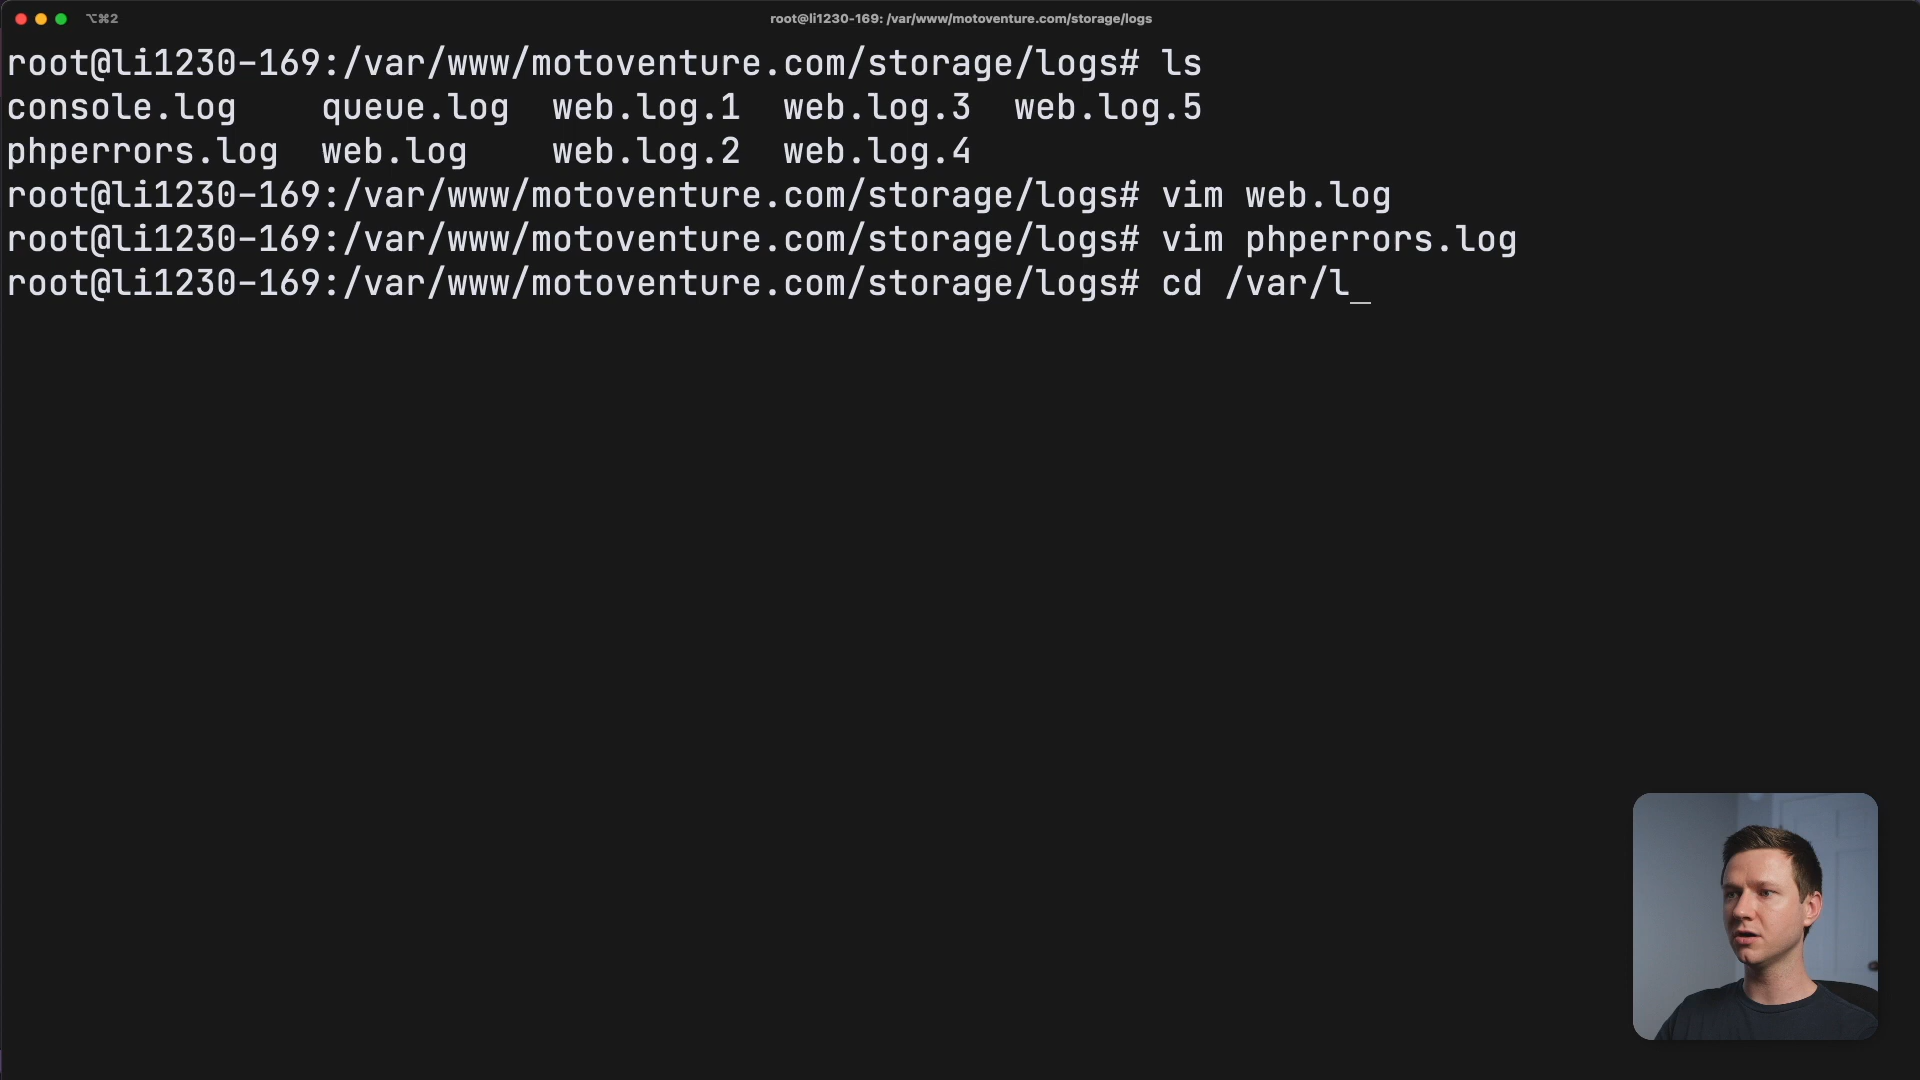 ⌥⌘2
root@li1230-169: /var/www/motoventure.com/storage/logs
root@li1230-169:/var/www/motoventure.com/storage/logs# ls
console.log    queue.log  web.log.1  web.log.3  web.log.5
phperrors.log  web.log    web.log.2  web.log.4
root@li1230-169:/var/www/motoventure.com/storage/logs# vim web.log
root@li1230-169:/var/www/motoventure.com/storage/logs# vim phperrors.log
root@li1230-169:/var/www/motoventure.com/storage/logs# cd /var/l_